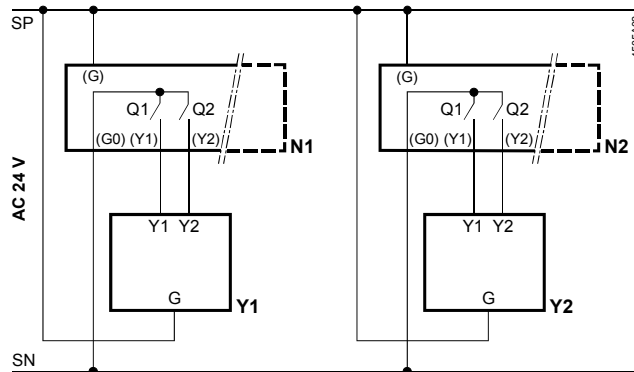 SP
(G)
Q1 Q2
(G0) (Y1) (Y2)
N1
Y1 Y2
G
Y1
(G)
Q1 Q2
(G0) (Y1) (Y2)
N2
Y1 Y2
G
Y2
AC 24 V
SN